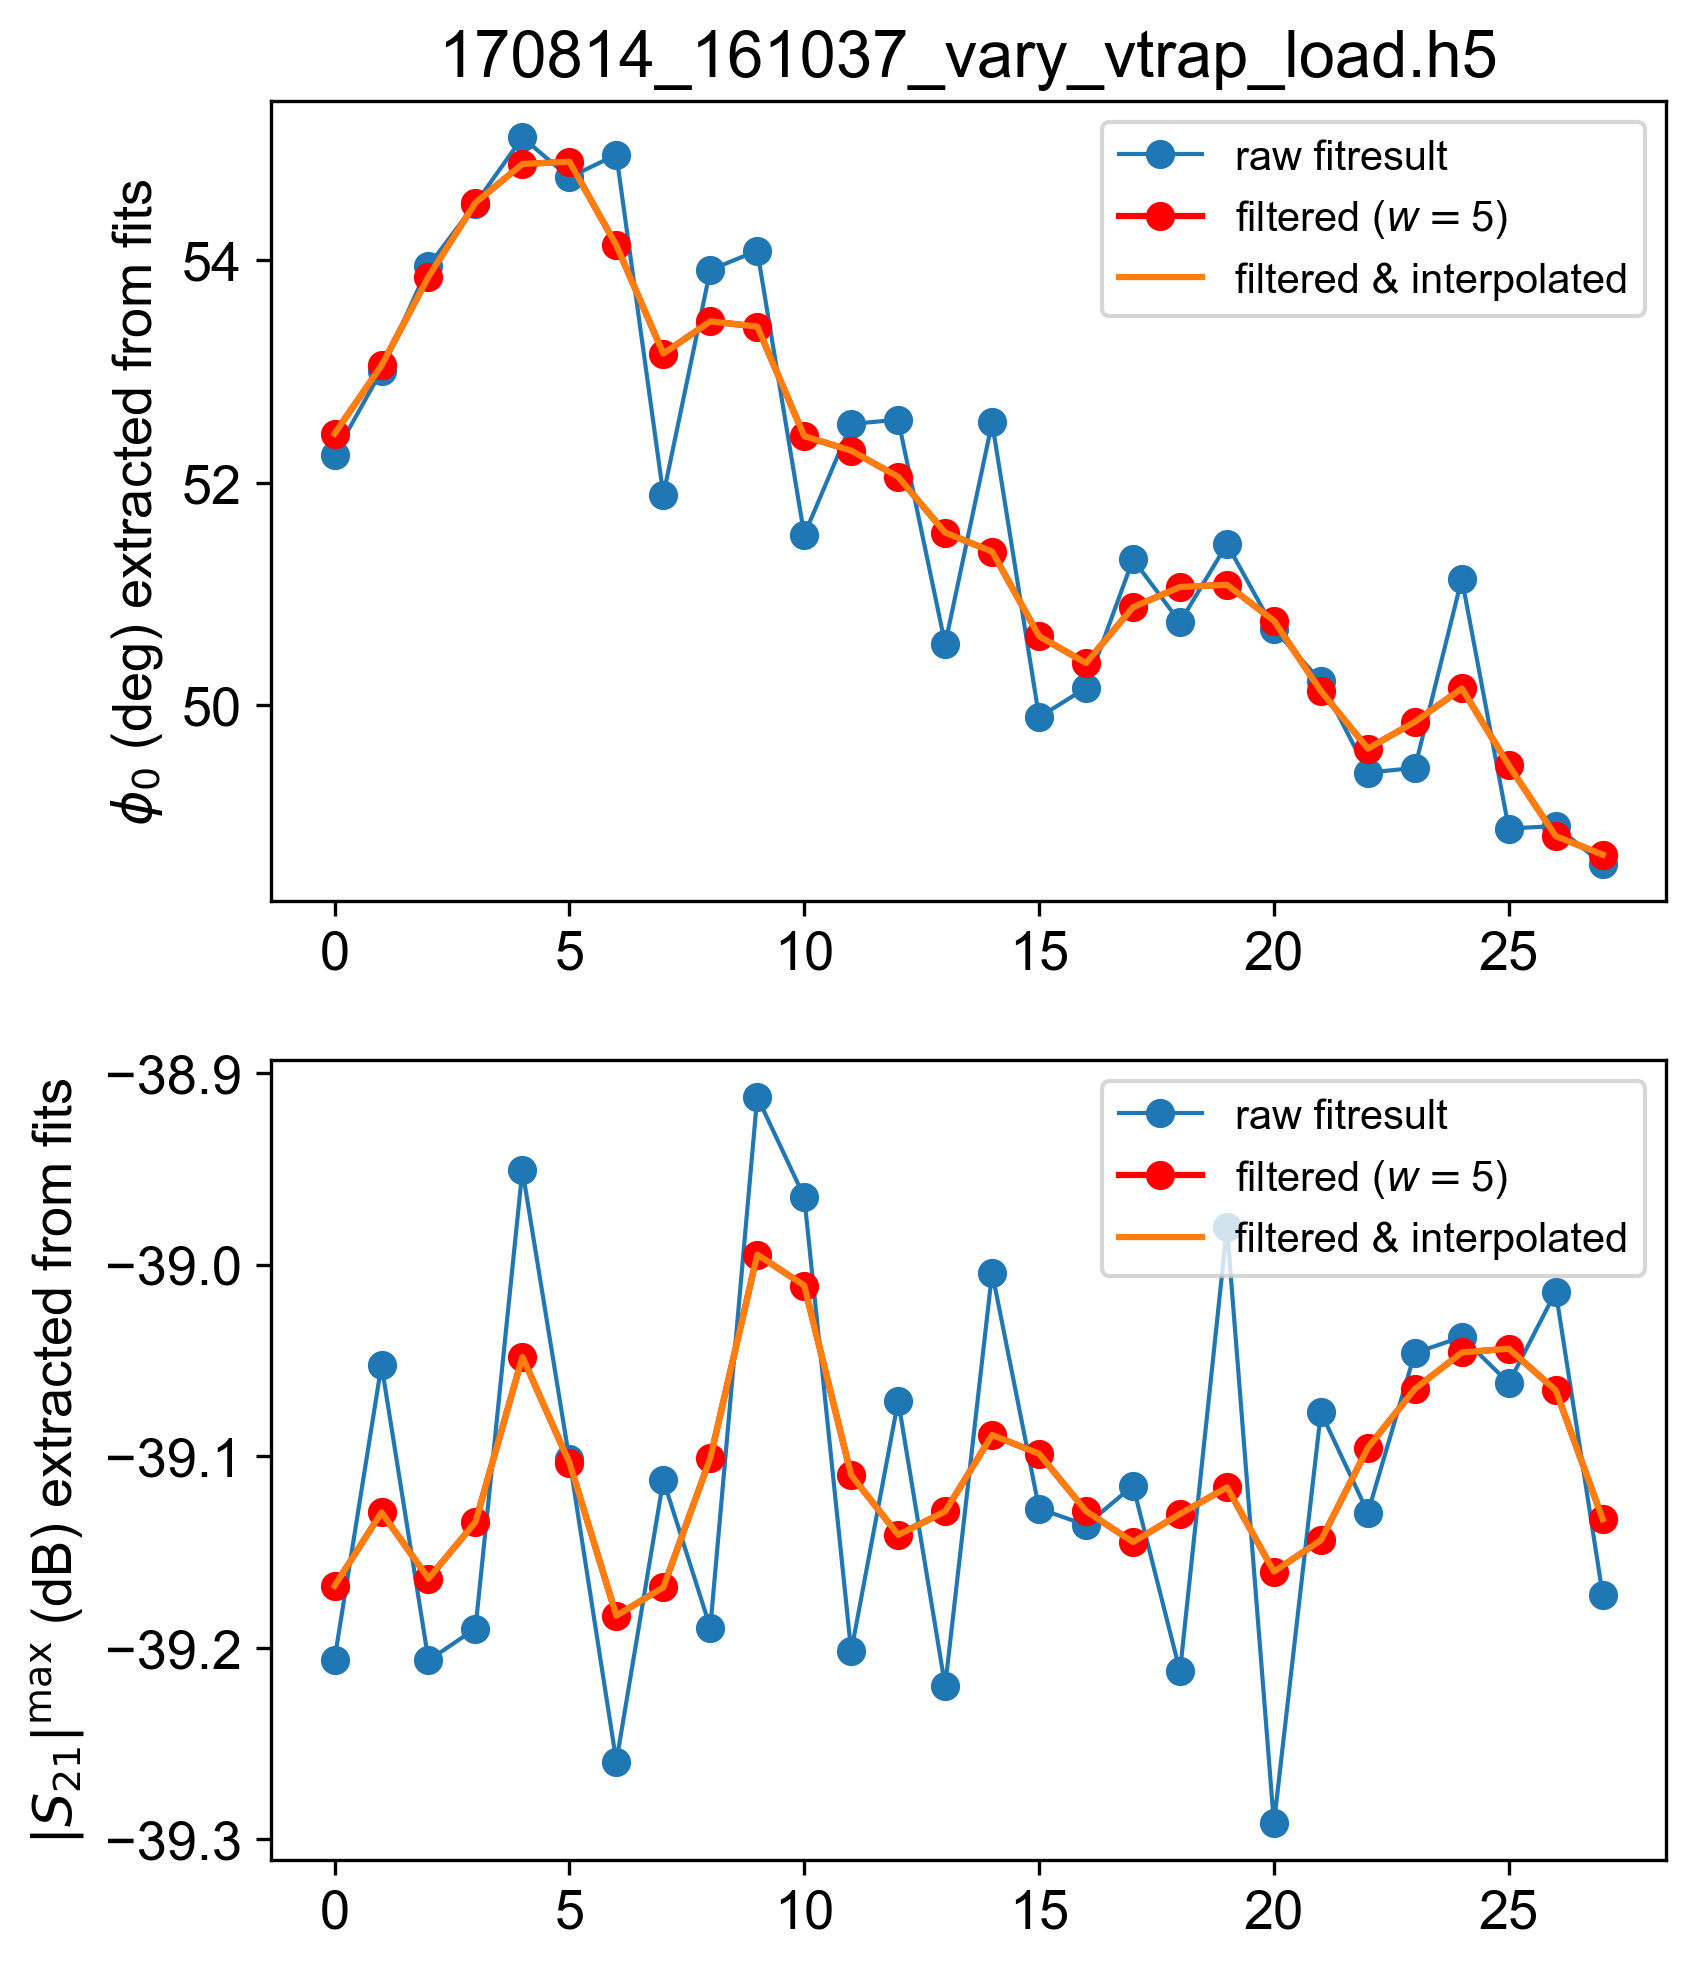 170814_161037_vary_vtrap_load.h5
ϕ₀ (deg) extracted from fits
54
52
50
raw fitresult
filtered (w = 5)
filtered & interpolated
0 5 10 15 20 25
|S₂₁|ᵐᵃˣ (dB) extracted from fits
−38.9
−39.0
−39.1
−39.2
−39.3
raw fitresult
filtered (w = 5)
filtered & interpolated
0 5 10 15 20 25